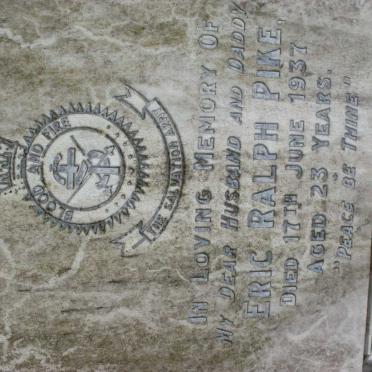 BLOOD AND FIRE
THE SALVATION ARMY
IN LOVING MEMORY OF
MY DEAR HUSBAND AND DADDY
ERIC RALPH PIKE,
DIED 17TH JUNE 1937
AGED 23 YEARS.
"PEACE BE THINE"